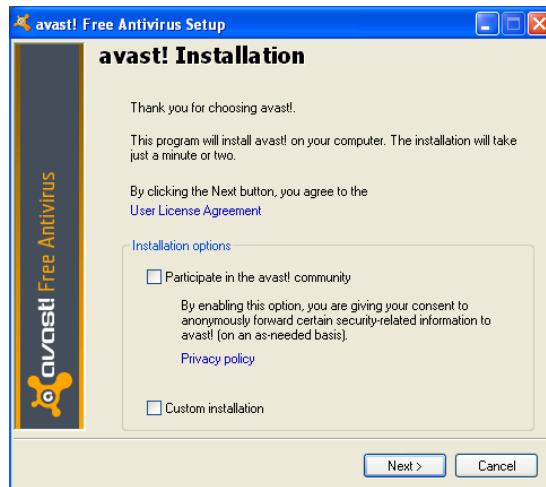 avast! Free Antivirus Setup
avast! Installation
Thank you for choosing avast!.
This program will install avast! on your computer. The installation will take
just a minute or two.
By clicking the Next button, you agree to the
User License Agreement
Installation options
Participate in the avast! community
By enabling this option, you are giving your consent to
anonymously forward certain security-related information to
avast! (on an as-needed basis).
Privacy policy
Custom installation
avast! Free Antivirus
Next >
Cancel